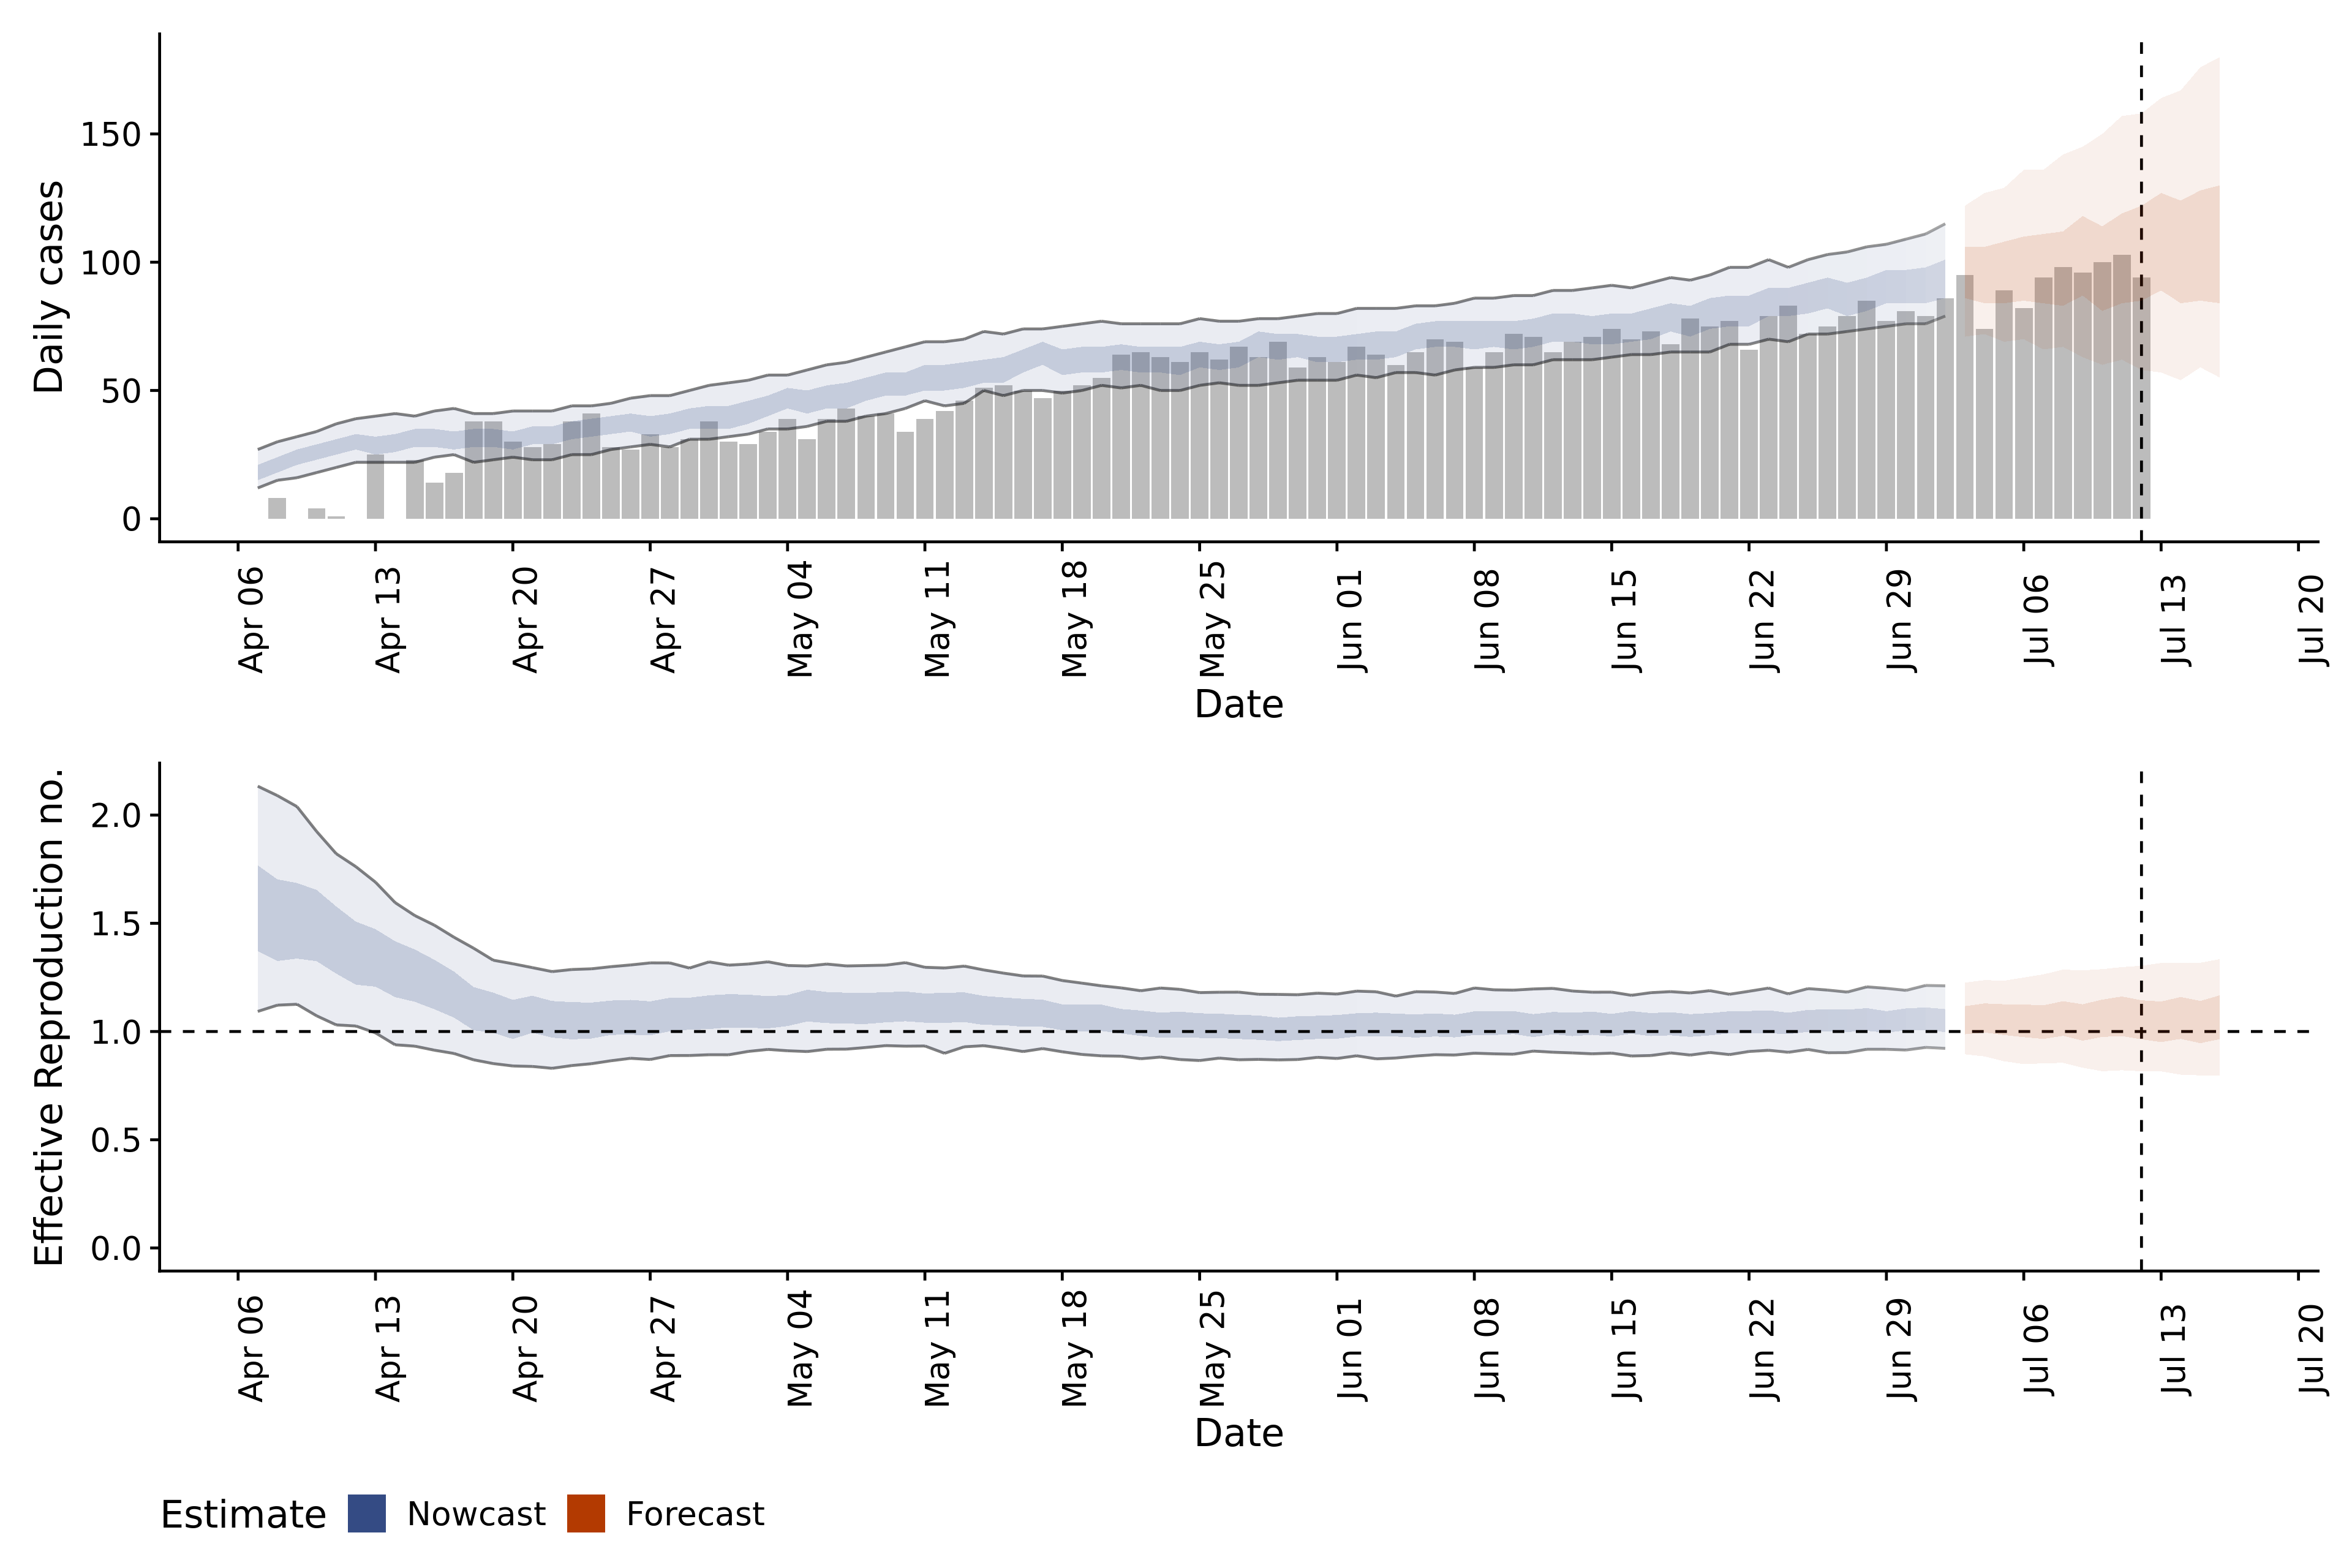 Daily cases
150
100
50
0
Apr 06
Apr 13
Apr 20
Apr 27
May 04
May 11
May 18
May 25
Jun 01
Jun 08
Jun 15
Jun 22
Jun 29
Jul 06
Jul 13
Jul 20
Date
Effective Reproduction no.
2.0
1.5
1.0
0.5
0.0
Apr 06
Apr 13
Apr 20
Apr 27
May 04
May 11
May 18
May 25
Jun 01
Jun 08
Jun 15
Jun 22
Jun 29
Jul 06
Jul 13
Jul 20
Date
Estimate Nowcast Forecast